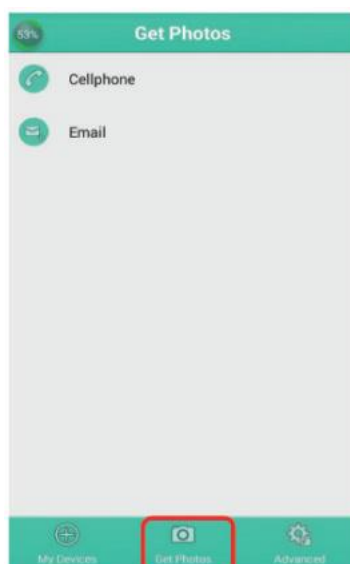 53%
Get Photos
Cellphone
Email
My Devices
Get Photos
Advanced